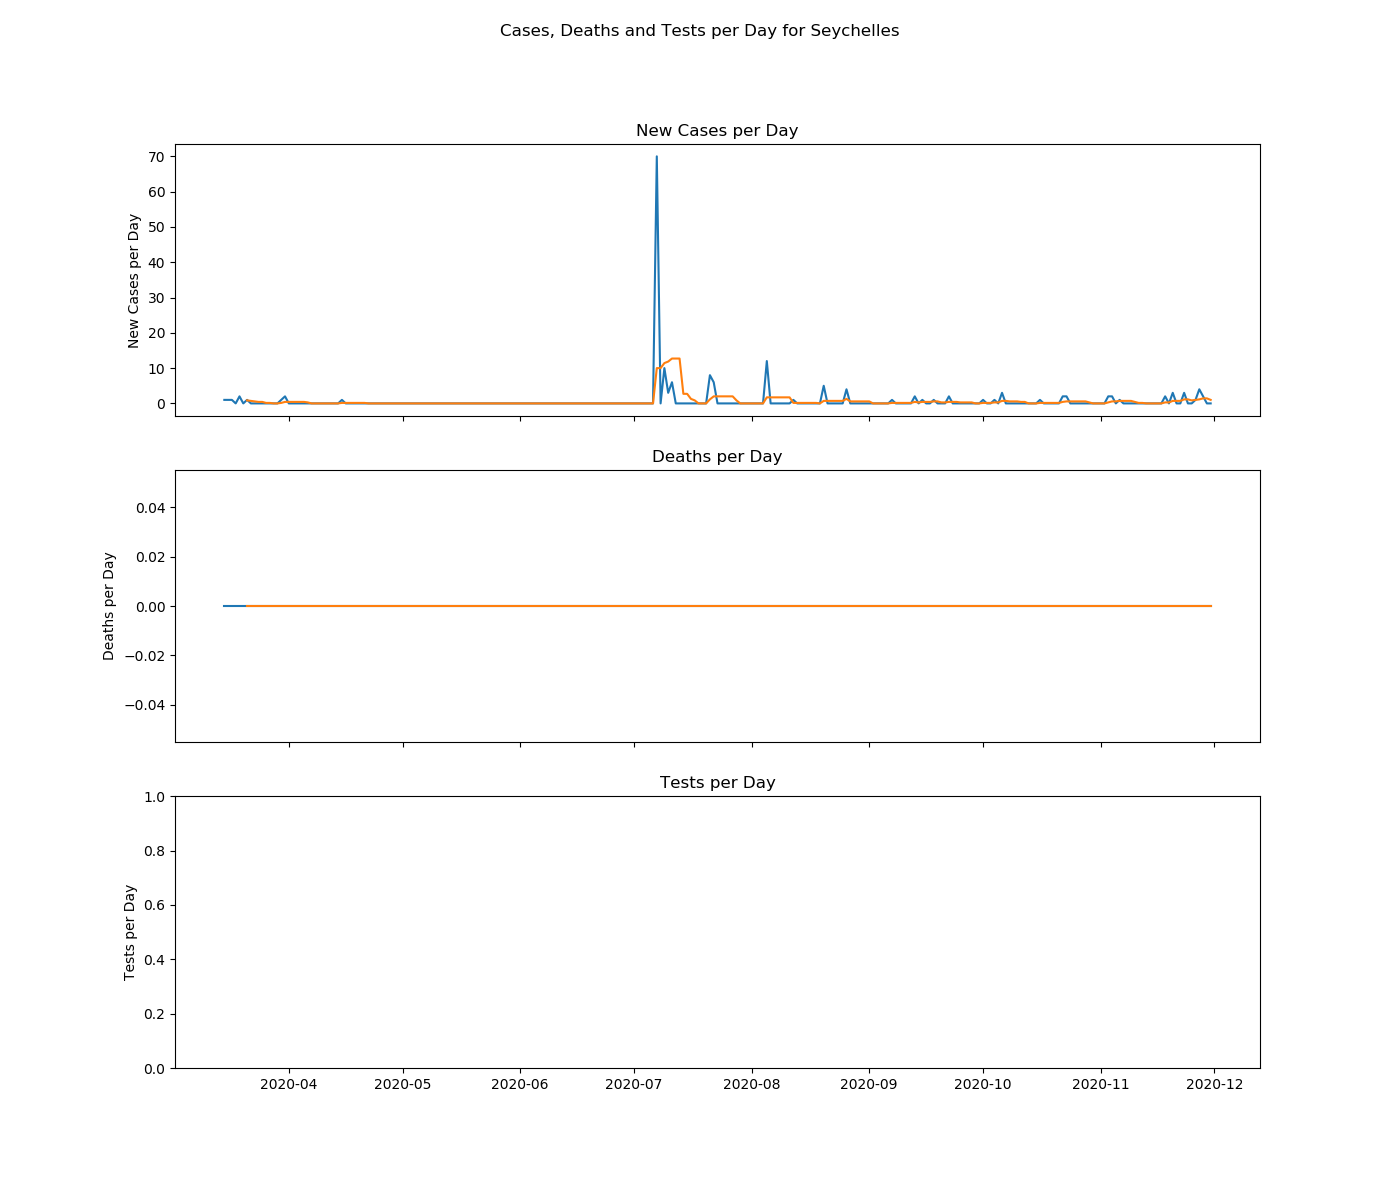 Cases, Deaths and Tests per Day for Seychelles
New Cases per Day
New Cases per Day
70
60
50
40
30
20
10
0
Deaths per Day
Deaths per Day
0.04
0.02
0.00
−0.02
−0.04
Tests per Day
Tests per Day
1.0
0.8
0.6
0.4
0.2
0.0
2020-04 2020-05 2020-06 2020-07 2020-08 2020-09 2020-10 2020-11 2020-12